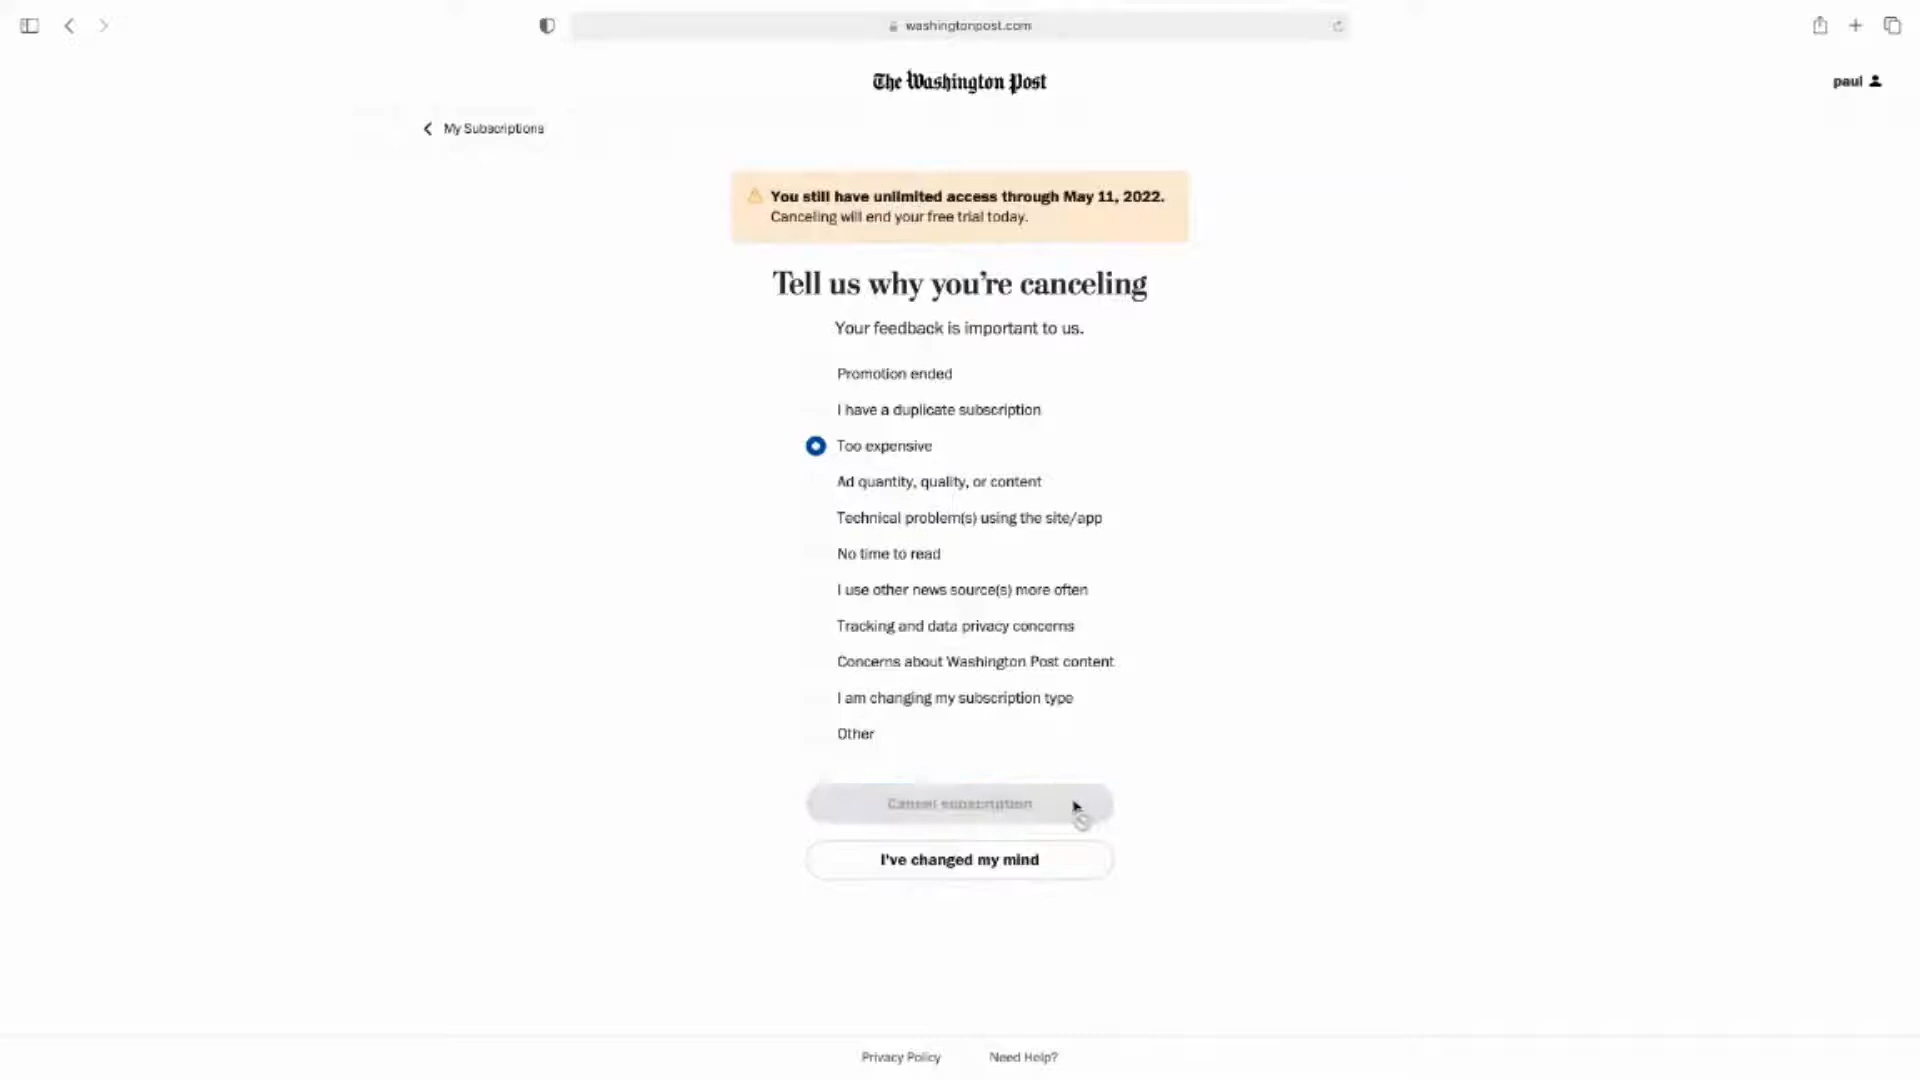 washingtonpost.com
The Washington Post
paul
My Subscriptions
You still have unlimited access through May 11, 2022.
Canceling will end your free trial today.
Tell us why you're canceling
Your feedback is important to us.
Promotion ended
I have a duplicate subscription
Too expensive
Ad quantity, quality, or content
Technical problem(s) using the site/app
No time to read
I use other news source(s) more often
Tracking and data privacy concerns
Concerns about Washington Post content
I am changing my subscription type
Other
Cancel subscription
I've changed my mind
Privacy Policy
Need Help?